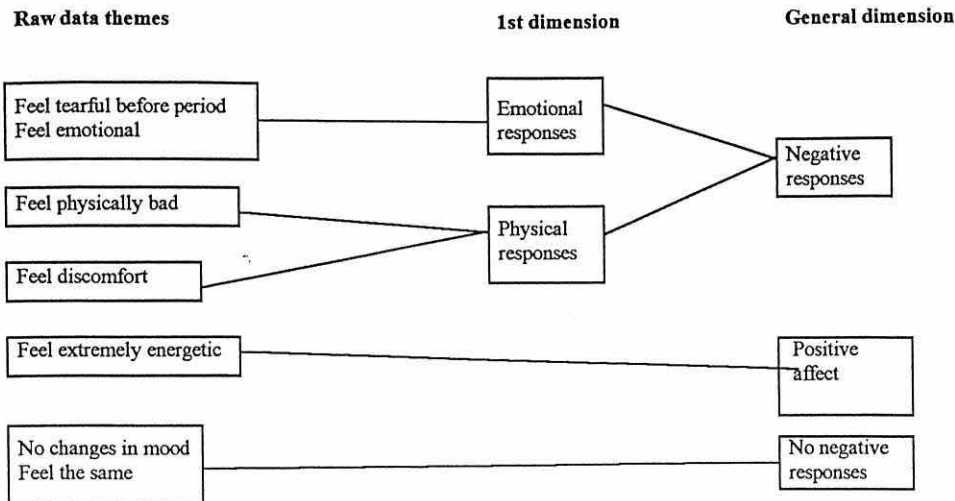 Raw data themes
1st dimension
General dimension
Feel tearful before period
Feel emotional
Emotional
responses
Negative
responses
Feel physically bad
Physical
responses
Feel discomfort
Feel extremely energetic
Positive
affect
No changes in mood
Feel the same
No negative
responses